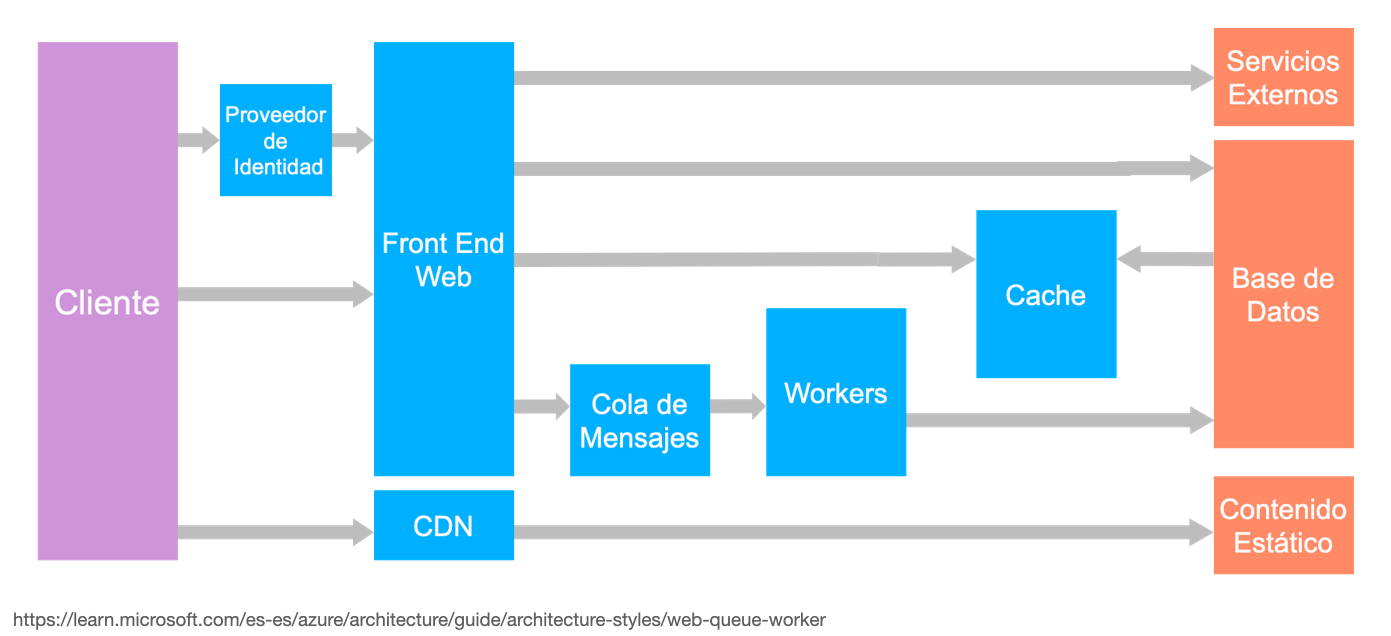 Servicios
Externos
Proveedor
de
Identidad
Front End
Web
Cliente
Cache
Base de
Datos
Workers
Cola de
Mensajes
CDN
Contenido
Estático
https://learn.microsoft.com/es-es/azure/architecture/guide/architecture-styles/web-queue-worker